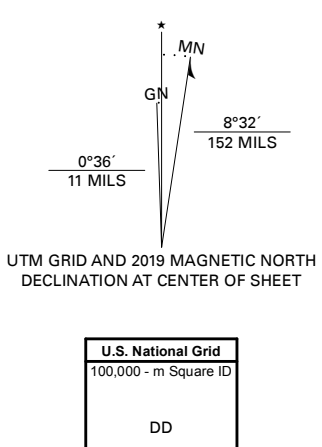 MN
GN
8°32´
152 MILS
0°36´
11 MILS
UTM GRID AND 2019 MAGNETIC NORTH
DECLINATION AT CENTER OF SHEET
U.S. National Grid
100,000 - m Square ID
DD